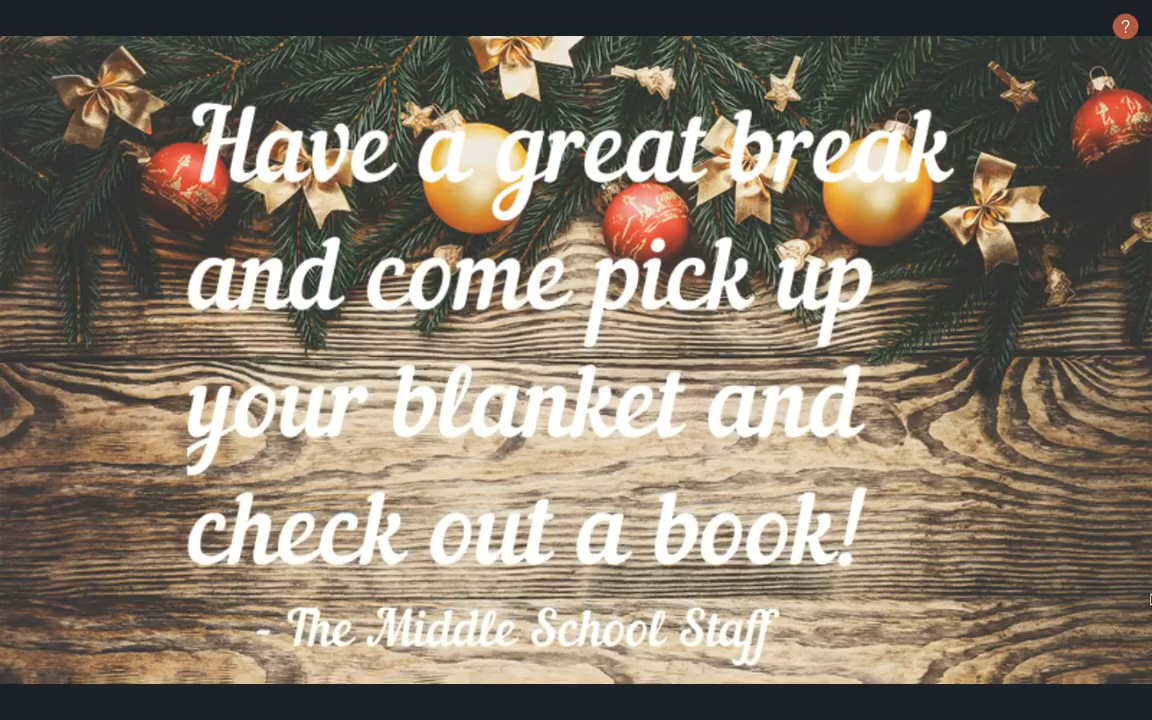 ?
Have a great break
and come pick up
your blanket and
check out a book!
- The Middle School Staff